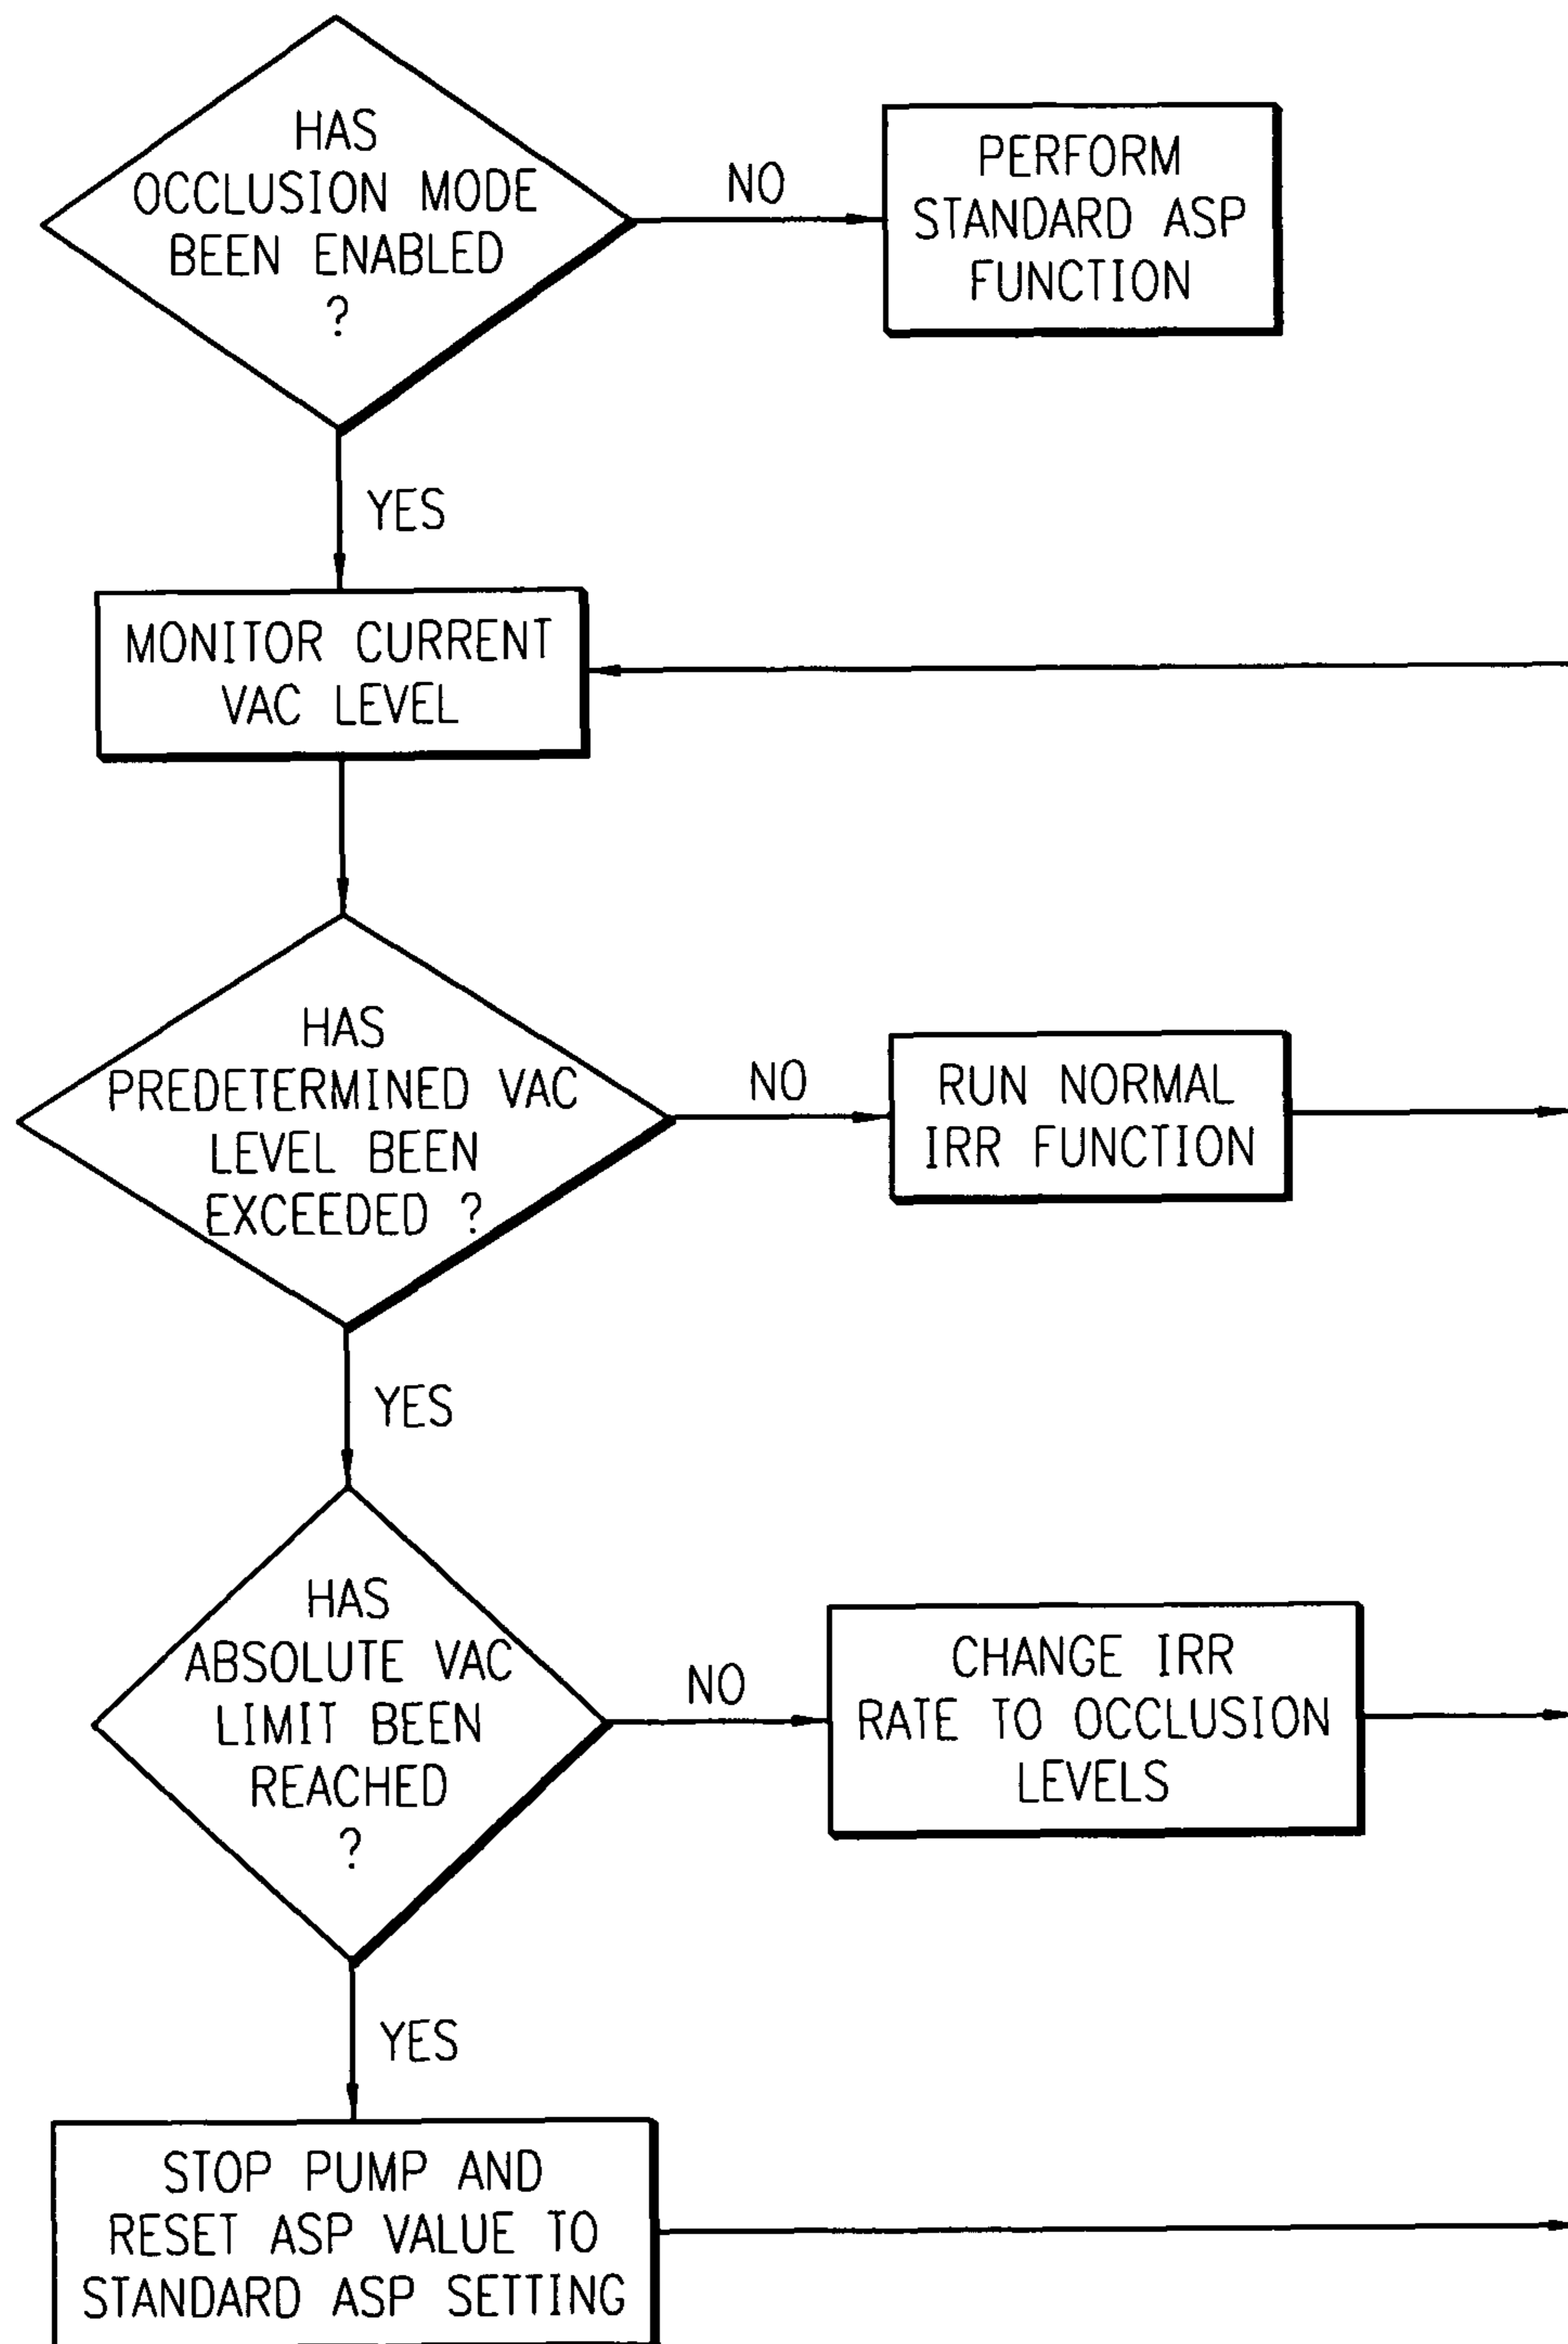 HAS
OCCLUSION MODE
BEEN ENABLED
?
NO
PERFORM
STANDARD ASP
FUNCTION
YES
MONITOR CURRENT
VAC LEVEL
HAS
PREDETERMINED VAC
LEVEL BEEN
EXCEEDED ?
NO
RUN NORMAL
IRR FUNCTION
YES
HAS
ABSOLUTE VAC
LIMIT BEEN
REACHED
?
NO
CHANGE IRR
RATE TO OCCLUSION
LEVELS
YES
STOP PUMP AND
RESET ASP VALUE TO
STANDARD ASP SETTING